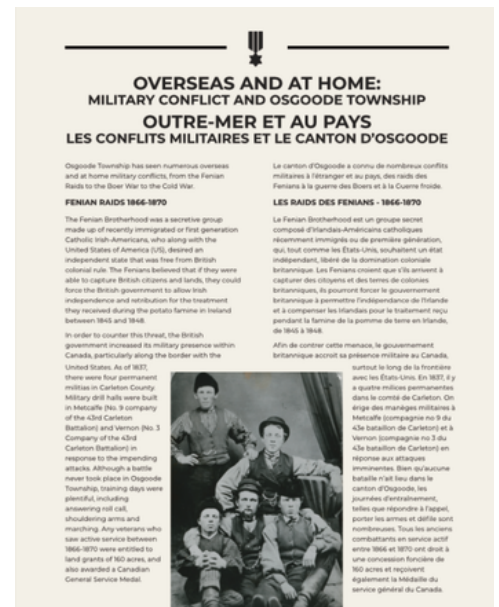 OVERSEAS AND AT HOME:
MILITARY CONFLICT AND OSGOODE TOWNSHIP
OUTRE-MER ET AU PAYS
LES CONFLITS MILITAIRES ET LE CANTON D'OSGOODE
Osgoode Township has seen numerous overseas
and at home military conflicts, from the Fenian
Raids to the Boer War to the Cold War.
FENIAN RAIDS 1866-1870
The Fenian Brotherhood was a secretive group
made up of recently immigrated or first generation
Catholic Irish-Americans, who along with the
United States of America (US), desired an
independent state that was free from British
colonial rule. The Fenians believed that if they were
able to capture British citizens and lands, they could
force the British government to allow Irish
independence and retribution for the treatment
they received during the potato famine in Ireland
between 1845 and 1848.
In order to counter this threat, the British
government increased its military presence within
Canada, particularly along the border with the
United States. As of 1837,
there were four permanent
militias in Carleton County.
Military drill halls were built
in Metcalfe (No. 9 company
of the 43rd Carleton
Battalion) and Vernon (No. 3
Company of the 43rd
Carleton Battalion) in
response to the impending
attacks. Although a battle
never took place in Osgoode
Township, training days were
plentiful, including
answering roll call,
shouldering arms and
marching. Any veterans who
saw active service between
1866-1870 were entitled to
land grants of 160 acres, and
also awarded a Canadian
General Service Medal.
Le canton d'Osgoode a connu de nombreux conflits
militaires à l'étranger et au pays, des raids des
Fenians à la guerre des Boers et à la Guerre froide.
LES RAIDS DES FENIANS - 1866-1870
Le Fenian Brotherhood est un groupe secret
composé d'Irlandais-Américains catholiques
récemment immigrés ou de première génération,
qui, tout comme les États-Unis, souhaitent un état
indépendant, libéré de la domination coloniale
britannique. Les Fenians croient que s'ils arrivent à
capturer des citoyens et des terres de colonies
britanniques, ils pourront forcer le gouvernement
britannique à permettre l'indépendance de l'Irlande
et à compenser les Irlandais pour le traitement reçu
pendant la famine de la pomme de terre en Irlande,
de 1845 à 1848.
Afin de contrer cette menace, le gouvernement
britannique accroit sa présence militaire au Canada,
surtout le long de la frontière
avec les États-Unis. En 1837, il y
a quatre milices permanentes
dans le comté de Carleton. On
érige des manèges militaires à
Metcalfe (compagnie no 9 du
43e bataillon de Carleton) et à
Vernon (compagnie no 3 du
43e bataillon de Carleton) en
réponse aux attaques
imminentes. Bien qu'aucune
bataille n'ait lieu dans le
canton d'Osgoode, les
journées d'entraînement,
telles que répondre à l'appel,
porter les armes et défilé sont
nombreuses. Tous les anciens
combattants en service actif
entre 1866 et 1870 ont droit à
une concession foncière de
160 acres et reçoivent
également la Médaille du
service général du Canada.